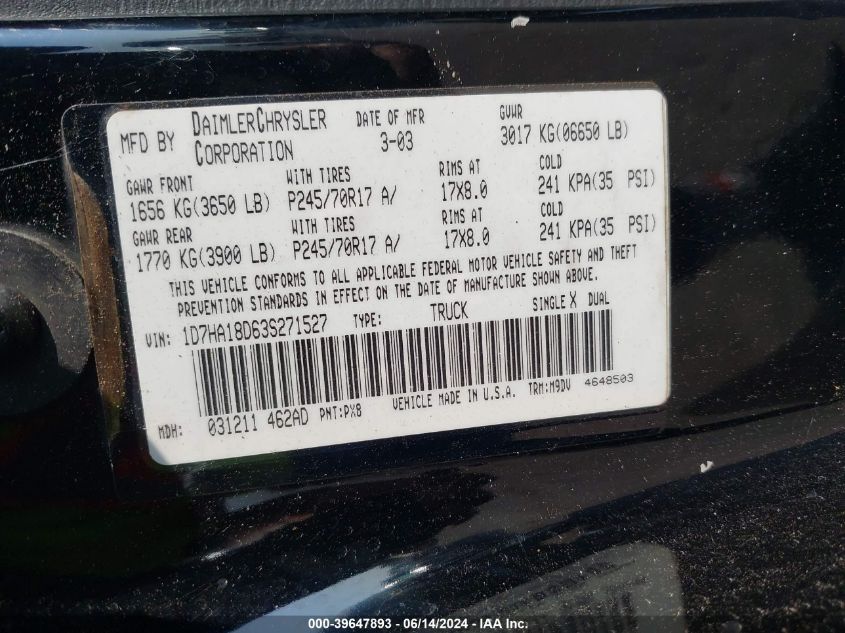 MFD BY DAIMLERCHRYSLER CORPORATION
DATE OF MFR 3-03
GVWR 3017 KG(06650 LB)
GAWR FRONT WITH TIRES RIMS AT COLD
1656 KG(3650 LB) P245/70R17 A/ 17X8.0 241 KPA(35 PSI)
GAWR REAR WITH TIRES RIMS AT COLD
1770 KG(3900 LB) P245/70R17 A/ 17X8.0 241 KPA(35 PSI)
THIS VEHICLE CONFORMS TO ALL APPLICABLE FEDERAL MOTOR VEHICLE SAFETY AND THEFT
PREVENTION STANDARDS IN EFFECT ON THE DATE OF MANUFACTURE SHOWN ABOVE.
VIN: 1D7HA18D63S271527 TYPE: TRUCK SINGLE X DUAL
MDH: 031211 462AD PNT:PX8 VEHICLE MADE IN U.S.A. TRM:M9DV 4648503
000-39647893 / 06/14/2024 - IAA Inc.